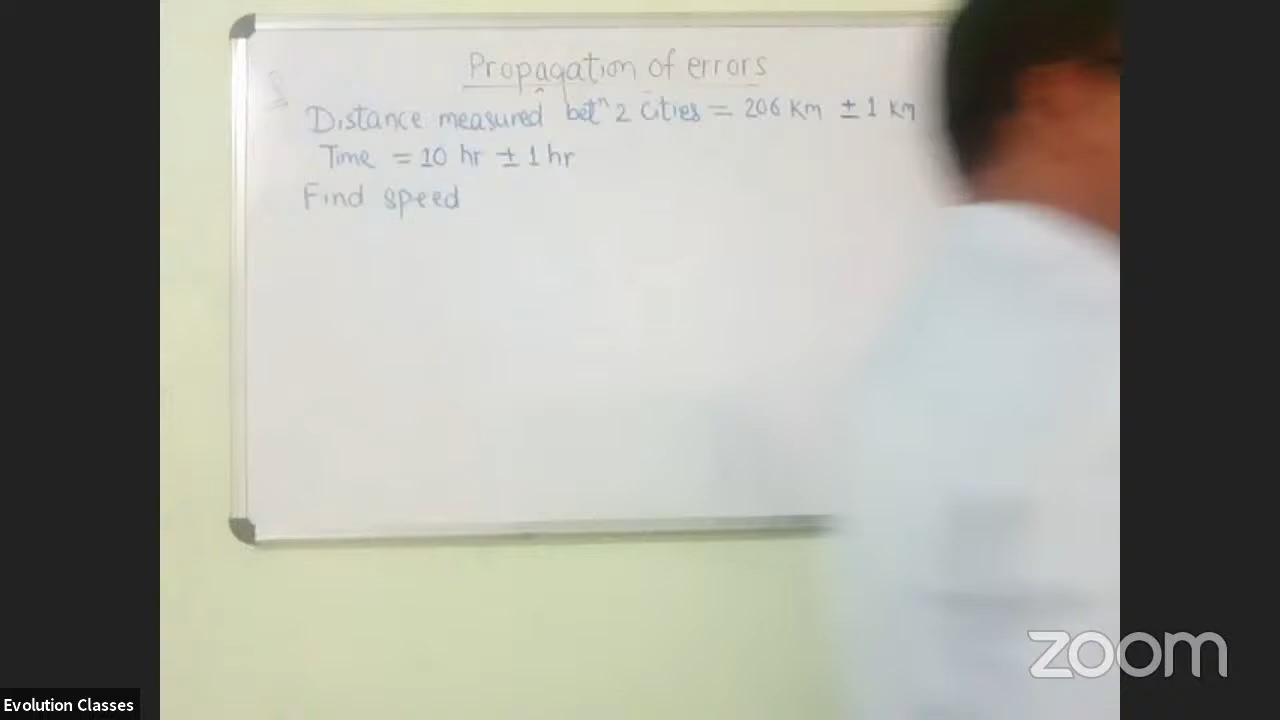 Propagation of errors
Distance measured betⁿ 2 cities = 206 Km ± 1 Km
Time = 10 hr ± 1 hr
Find speed
zoom
Evolution Classes